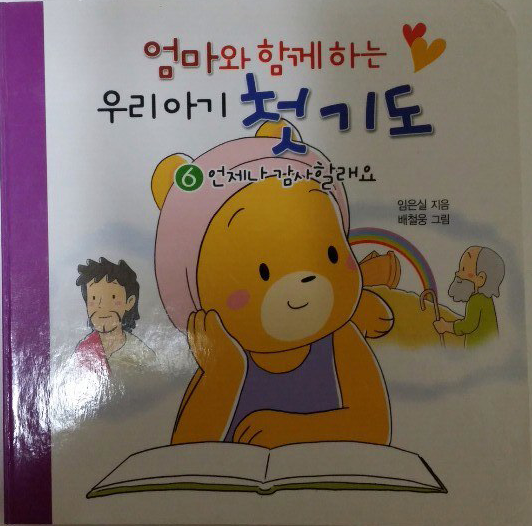 엄마와 함께 하는
우리 아기 첫 기도
6 언제나 감사할래요
임은실 지음
배철웅 그림